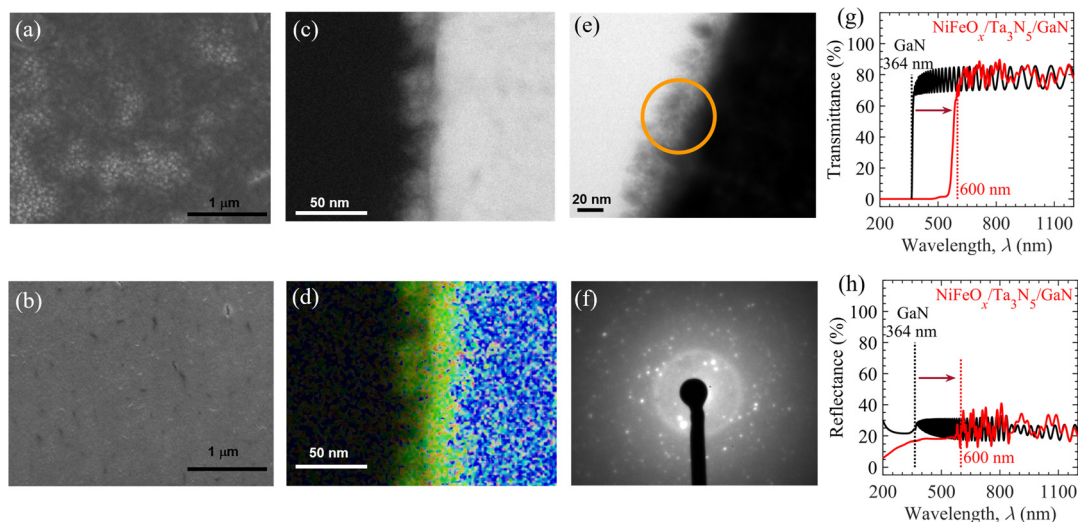 (a)
1 µm
(b)
1 µm
(c)
50 nm
(d)
50 nm
(e)
20 nm
(f)
(g)
NiFeOₓ/Ta₃N₅/GaN
GaN
364 nm
100
80
60
40
20
0
600 nm
200
500
800
1100
Transmittance (%)
Wavelength, λ (nm)
(h)
NiFeOₓ/Ta₃N₅/GaN
GaN
364 nm
100
80
60
40
20
0
600 nm
200
500
800
1100
Reflectance (%)
Wavelength, λ (nm)